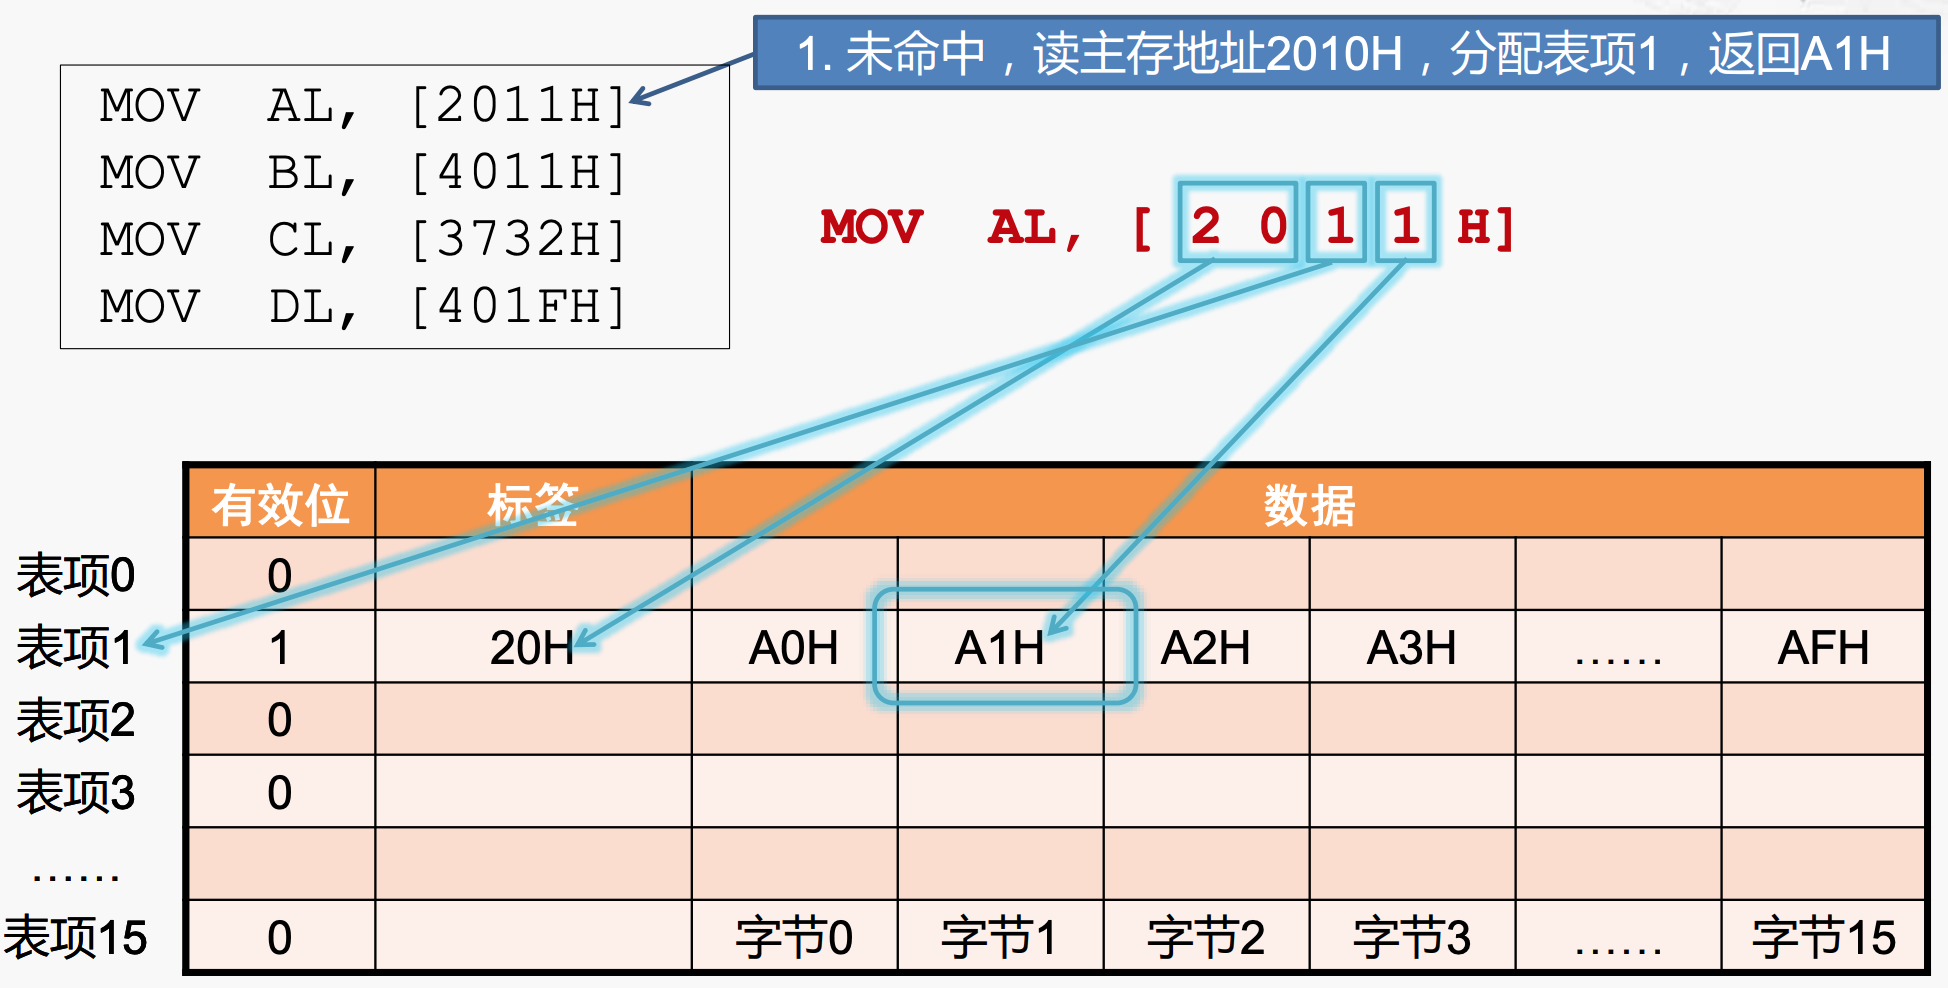 1. 未命中，读主存地址2010H，分配表项1，返回A1H
MOV AL, [2011H]
MOV BL, [4011H]
MOV CL, [3732H]
MOV DL, [401FH]
MOV AL, [ 2 0 1 1 H]
有效位 标签 数据
表项0 0
表项1 1 20H A0H A1H A2H A3H …… AFH
表项2 0
表项3 0
……
表项15 0 字节0 字节1 字节2 字节3 …… 字节15